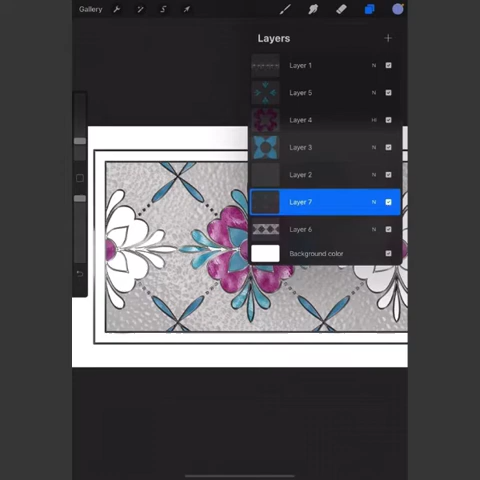 Gallery
Layers
Layer 1 N
Layer 5 N
Layer 4
Layer 3 N
Layer 2 N
Layer 7 N
Layer 6 N
Background color